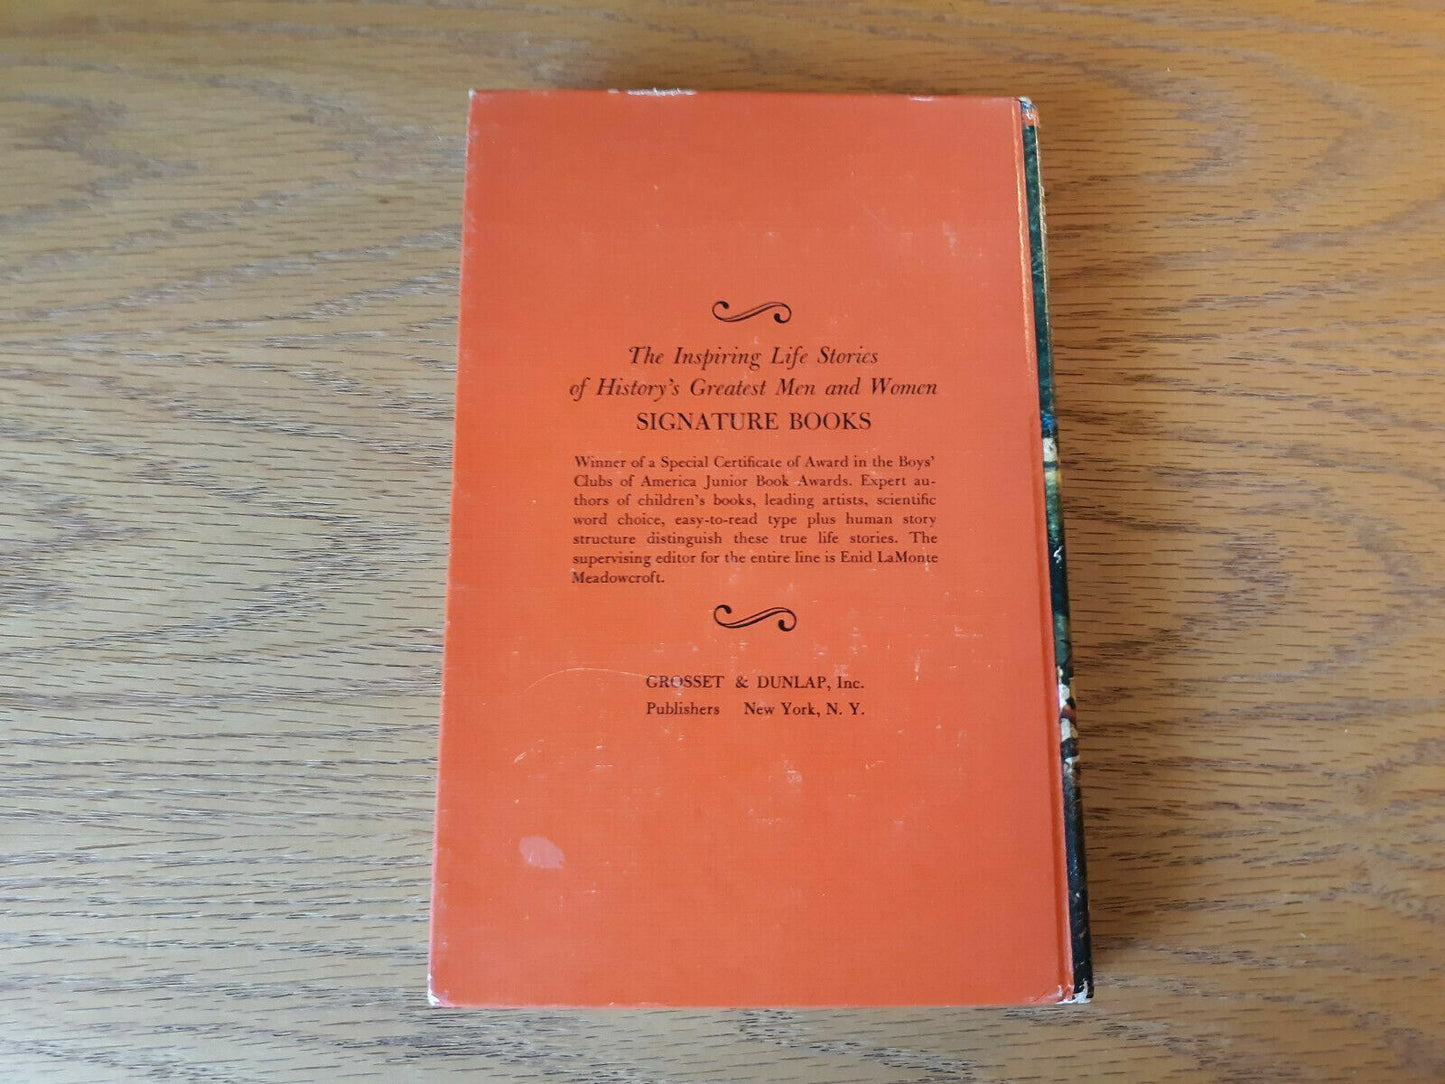 The Inspiring Life Stories
of History's Greatest Men and Women
SIGNATURE BOOKS
Winner of a Special Certificate of Award in the Boys'
Clubs of America Junior Book Awards. Expert au-
thors of children's books, leading artists, scientific
word choice, easy-to-read type plus human story
structure distinguish these true life stories. The
supervising editor for the entire line is Enid LaMonte
Meadowcroft.
GROSSET & DUNLAP, Inc.
Publishers New York, N. Y.